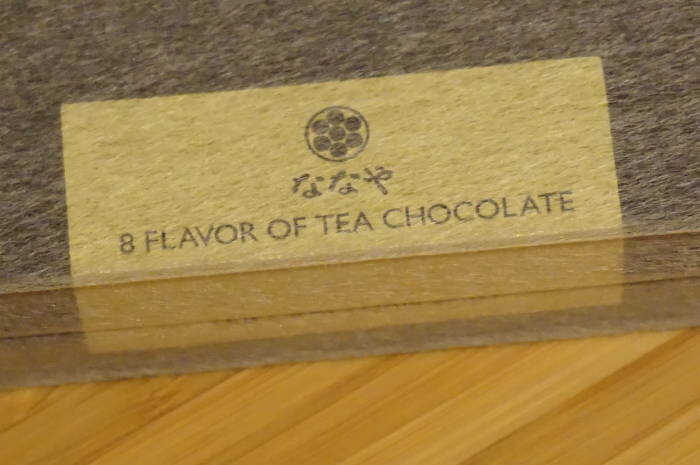 ななや
8 FLAVOR OF TEA CHOCOLATE